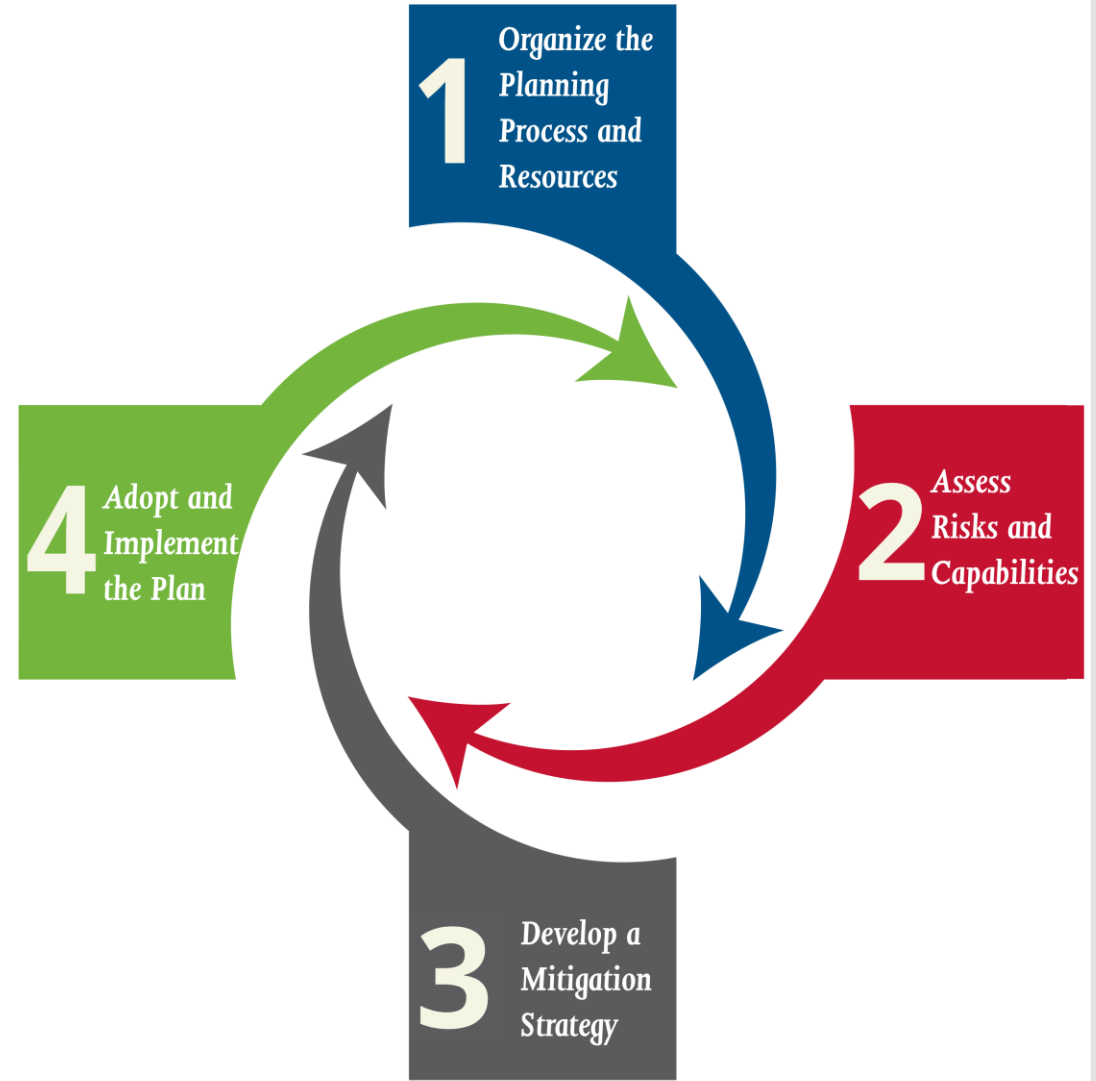 1
Organize the
Planning
Process and
Resources
2
Assess
Risks and
Capabilities
3
Develop a
Mitigation
Strategy
4
Adopt and
Implement
the Plan